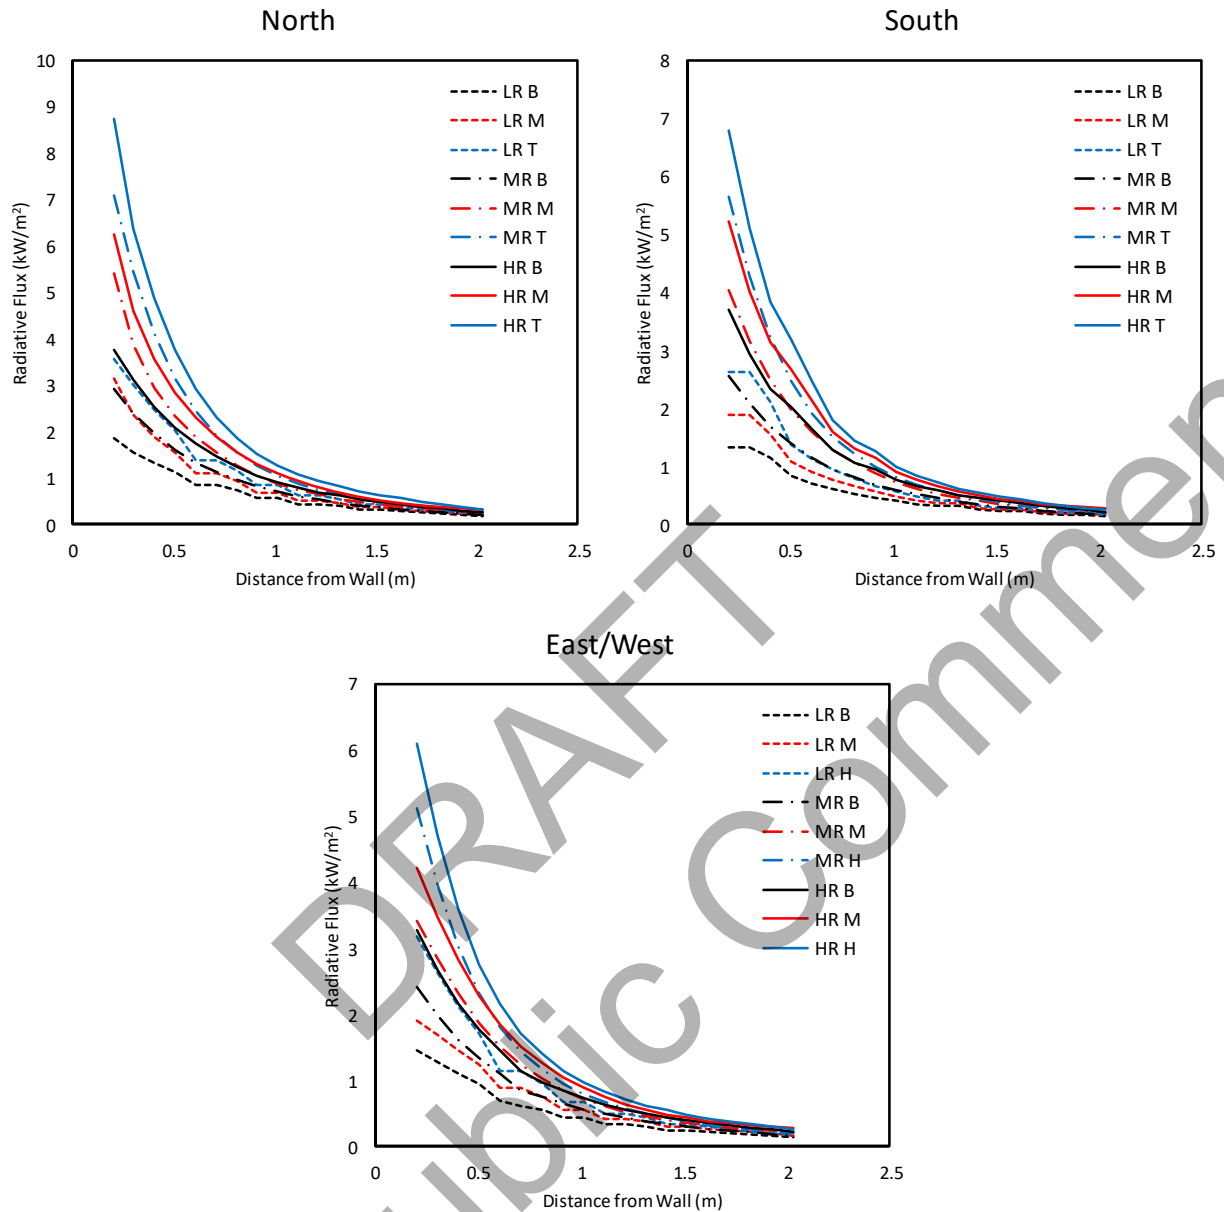 North
10
9
8
7
6
5
4
3
2
1
0
Radiative Flux (kW/m²)
0 0.5 1 1.5 2 2.5
Distance from Wall (m)
LR B
LR M
LR T
MR B
MR M
MR T
HR B
HR M
HR T
South
8
7
6
5
4
3
2
1
0
Radiative Flux (kW/m²)
0 0.5 1 1.5 2 2.5
Distance from Wall (m)
LR B
LR M
LR T
MR B
MR M
MR T
HR B
HR M
HR T
East/West
7
6
5
4
3
2
1
0
Radiative Flux (kW/m²)
0 0.5 1 1.5 2 2.5
Distance from Wall (m)
LR B
LR M
LR H
MR B
MR M
MR H
HR B
HR M
HR H
DRAFT